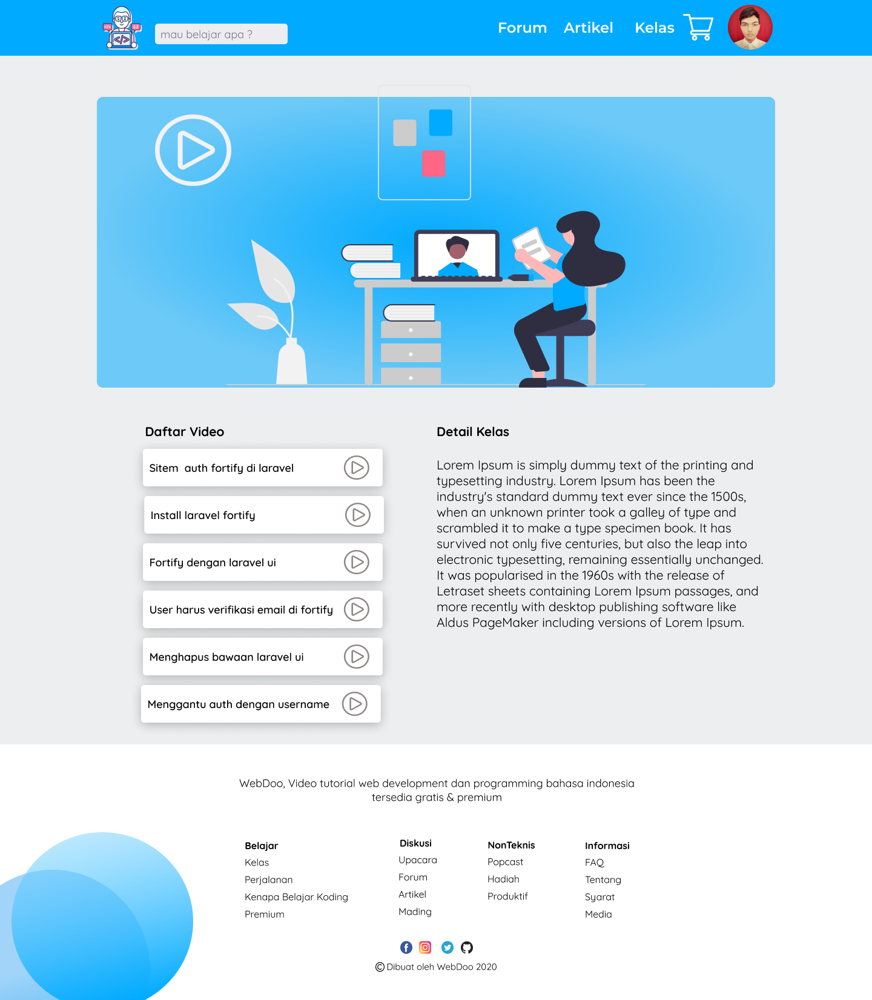 mau belajar apa ?
Forum Artikel Kelas
Daftar Video
Sitem auth fortify di laravel
Install laravel fortify
Fortify dengan laravel ui
User harus verifikasi email di fortify
Menghapus bawaan laravel ui
Menggantu auth dengan username
Detail Kelas
Lorem Ipsum is simply dummy text of the printing and
typesetting industry. Lorem Ipsum has been the
industry's standard dummy text ever since the 1500s,
when an unknown printer took a galley of type and
scrambled it to make a type specimen book. It has
survived not only five centuries, but also the leap into
electronic typesetting, remaining essentially unchanged.
It was popularised in the 1960s with the release of
Letraset sheets containing Lorem Ipsum passages, and
more recently with desktop publishing software like
Aldus PageMaker including versions of Lorem Ipsum.
WebDoo, Video tutorial web development dan programming bahasa indonesia
tersedia gratis & premium
Belajar
Kelas
Perjalanan
Kenapa Belajar Koding
Premium
Diskusi
Upacara
Forum
Artikel
Mading
NonTeknis
Popcast
Hadiah
Produktif
Informasi
FAQ
Tentang
Syarat
Media
© Dibuat oleh WebDoo 2020